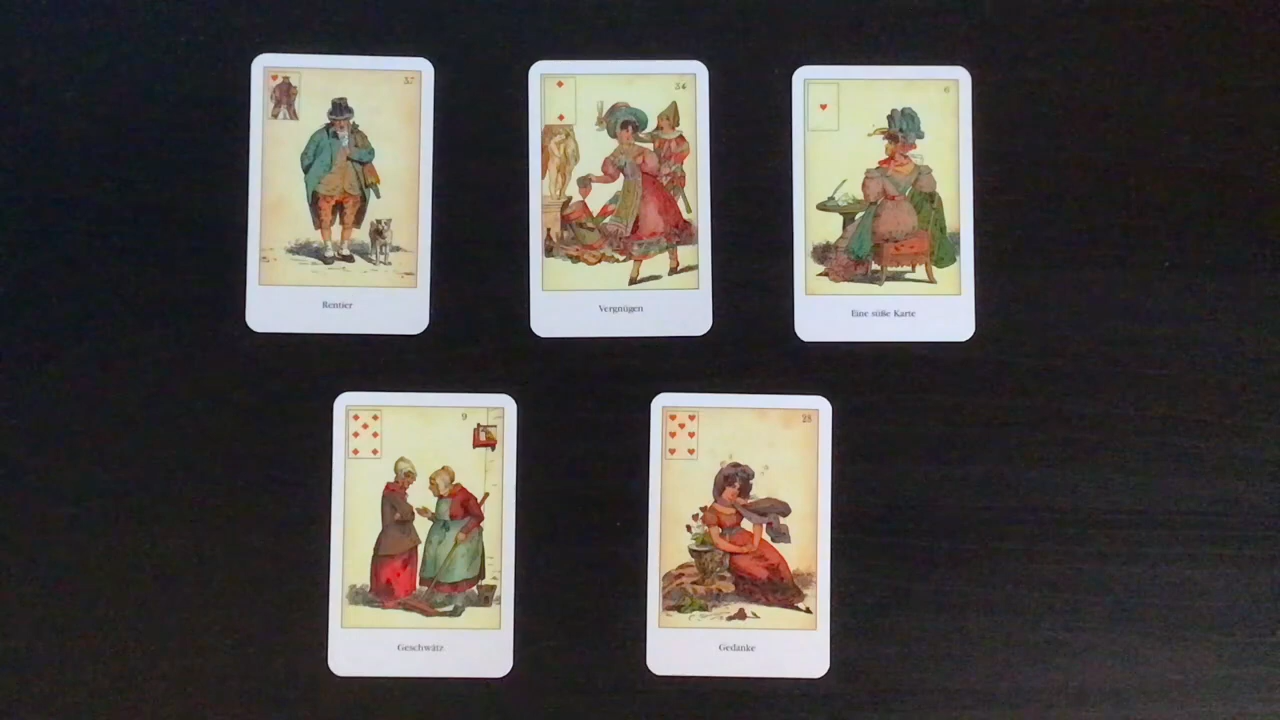 37
Rentier
34
Vergnügen
6
Eine süße Karte
9
Geschwätz
28
Gedanke